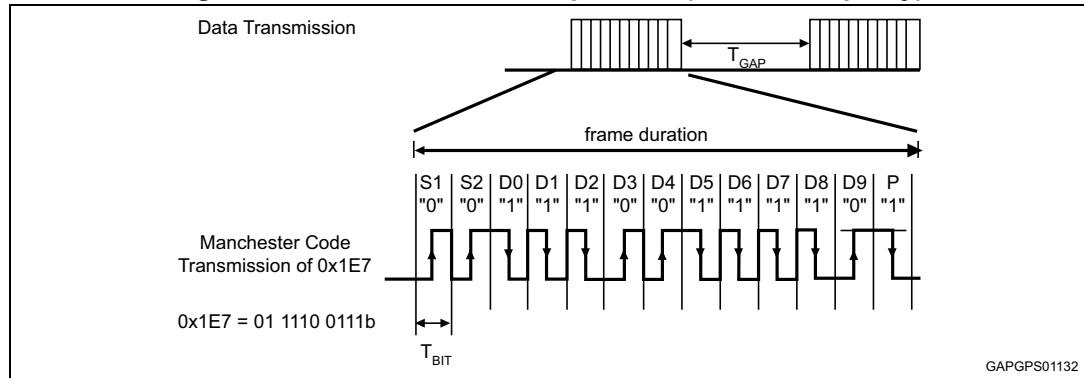 Data Transmission
T_GAP
frame duration
S1 S2 D0 D1 D2 D3 D4 D5 D6 D7 D8 D9 P
"0" "0" "1" "1" "1" "0" "0" "1" "1" "1" "1" "0" "1"
Manchester Code
Transmission of 0x1E7
0x1E7 = 01 1110 0111b
T_BIT
GAPGPS01132